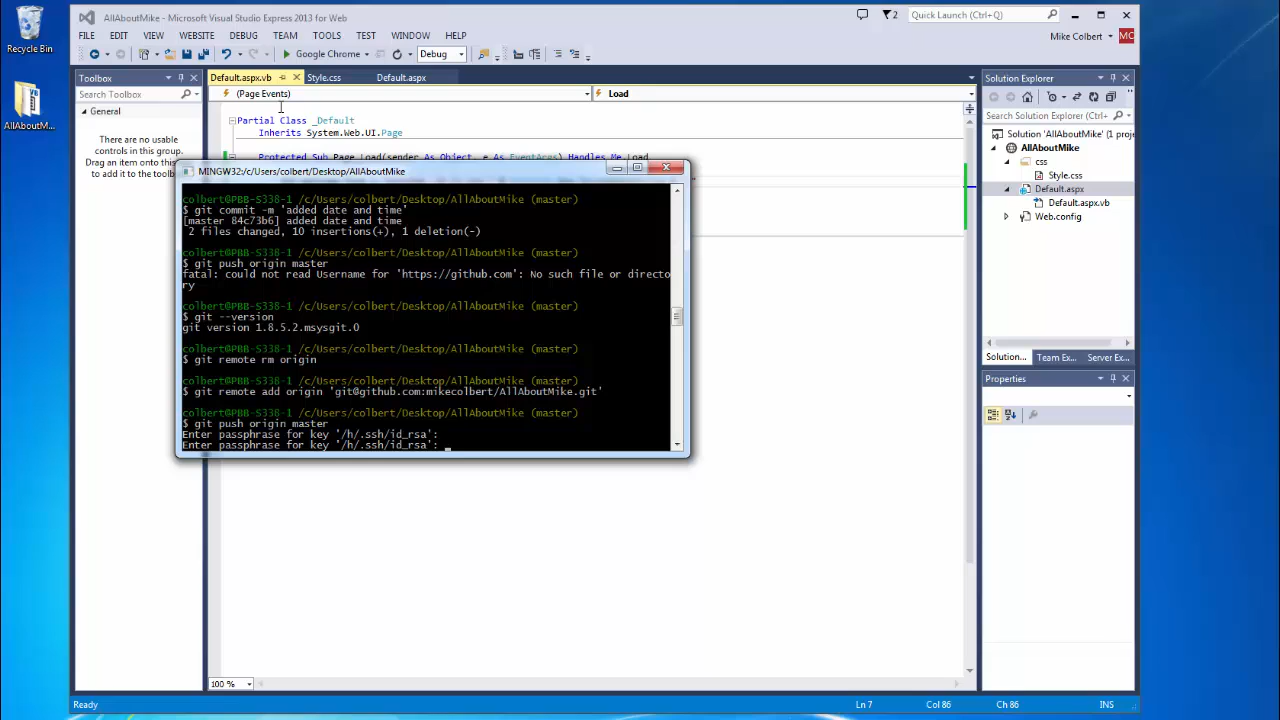 Recycle Bin
AllAboutM...
AllAboutMike - Microsoft Visual Studio Express 2013 for Web
2
Quick Launch (Ctrl+Q)
FILE EDIT VIEW WEBSITE DEBUG TEAM TOOLS TEST WINDOW HELP
Mike Colbert
MC
Google Chrome
Debug
Toolbox
Search Toolbox
General
There are no usable
controls in this group.
Drag an item onto this
to add it to the toolb
Default.aspx.vb
Style.css
Default.aspx
(Page Events)
Load
Partial Class _Default
Inherits System.Web.UI.Page
Protected Sub Page_Load(sender As Object, e As EventArgs) Handles Me.Load
MINGW32:/c/Users/colbert/Desktop/AllAboutMike
colbert@PBB-S338-1 /c/Users/colbert/Desktop/AllAboutMike (master)
$ git commit -m 'added date and time'
[master 84c73b6] added date and time
2 files changed, 10 insertions(+), 1 deletion(-)
colbert@PBB-S338-1 /c/Users/colbert/Desktop/AllAboutMike (master)
$ git push origin master
fatal: could not read Username for 'https://github.com': No such file or directo
ry
colbert@PBB-S338-1 /c/Users/colbert/Desktop/AllAboutMike (master)
$ git --version
git version 1.8.5.2.msysgit.0
colbert@PBB-S338-1 /c/Users/colbert/Desktop/AllAboutMike (master)
$ git remote rm origin
colbert@PBB-S338-1 /c/Users/colbert/Desktop/AllAboutMike (master)
$ git remote add origin 'git@github.com:mikecolbert/AllAboutMike.git'
colbert@PBB-S338-1 /c/Users/colbert/Desktop/AllAboutMike (master)
$ git push origin master
Enter passphrase for key '/h/.ssh/id_rsa':
Enter passphrase for key '/h/.ssh/id_rsa':
Solution Explorer
Search Solution Explorer (Ctrl+;)
Solution 'AllAboutMike' (1 proje
AllAboutMike
css
Style.css
Default.aspx
Default.aspx.vb
Web.config
Solution... Team Ex... Server Ex...
Properties
100 %
Ready
Ln 7
Col 86
Ch 86
INS